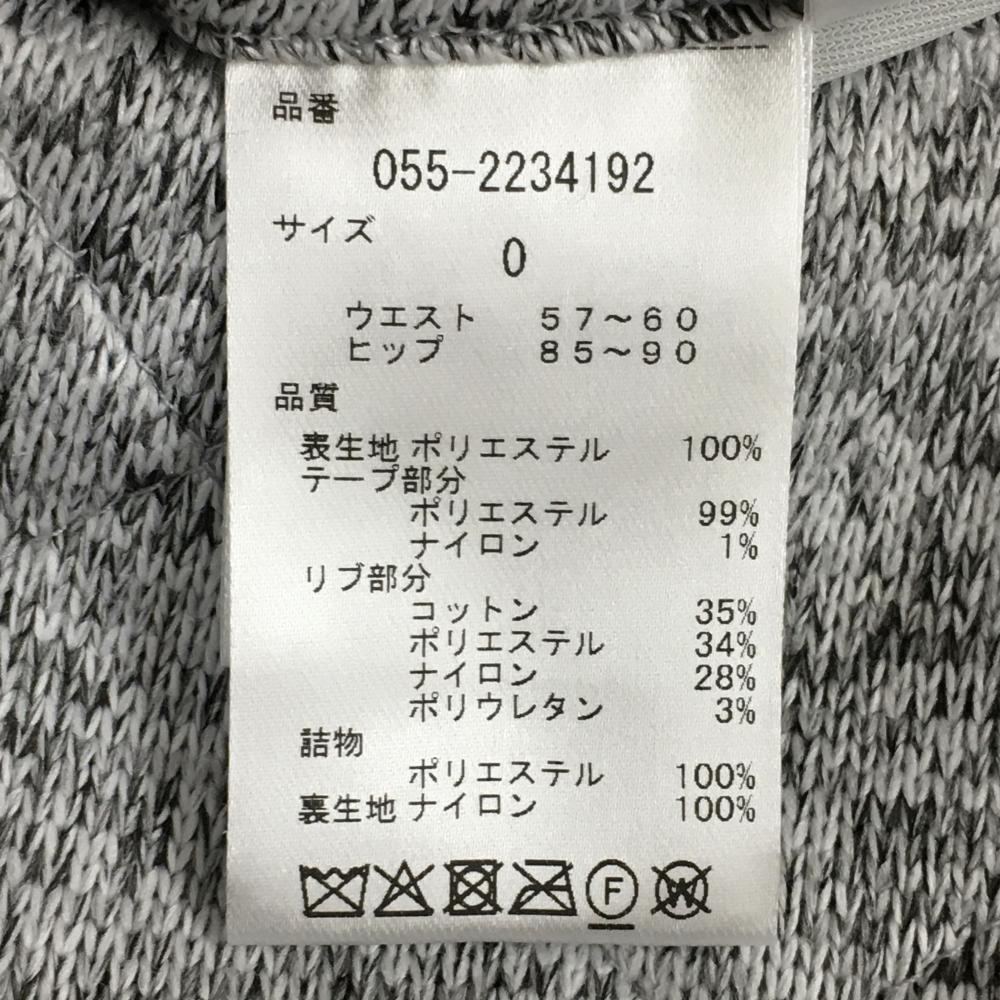 品番
055-2234192
サイズ
0
ウエスト 57〜60
ヒップ 85〜90
品質
表生地 ポリエステル 100%
テープ部分
ポリエステル 99%
ナイロン 1%
リブ部分
コットン 35%
ポリエステル 34%
ナイロン 28%
ポリウレタン 3%
詰物
ポリエステル 100%
裏生地 ナイロン 100%
F W